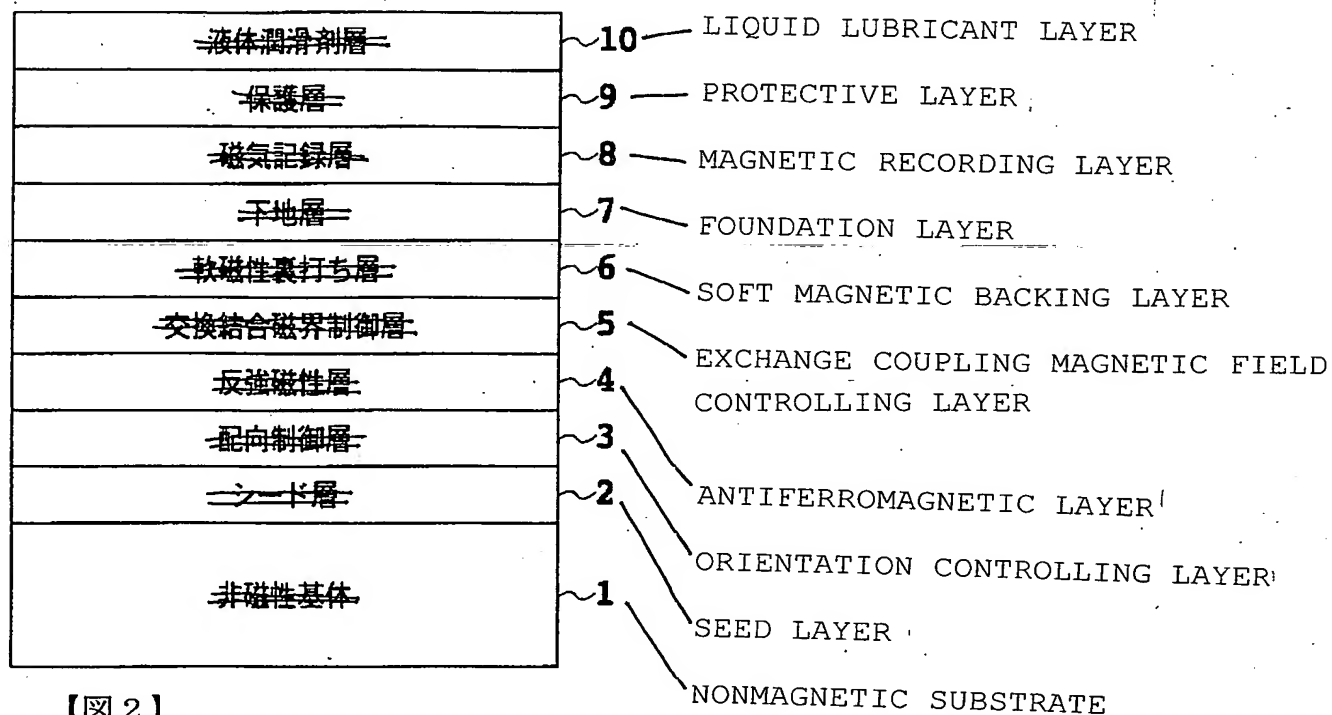 液体潤滑剤層 10 LIQUID LUBRICANT LAYER
保護層 9 PROTECTIVE LAYER
磁気記録層 8 MAGNETIC RECORDING LAYER
下地層 7 FOUNDATION LAYER
軟磁性裏打ち層 6 SOFT MAGNETIC BACKING LAYER
交換結合磁界制御層 5 EXCHANGE COUPLING MAGNETIC FIELD
CONTROLLING LAYER
反強磁性層 4 ANTIFERROMAGNETIC LAYER
配向制御層 3 ORIENTATION CONTROLLING LAYER
シード層 2 SEED LAYER
非磁性基体 1 NONMAGNETIC SUBSTRATE
【図2】